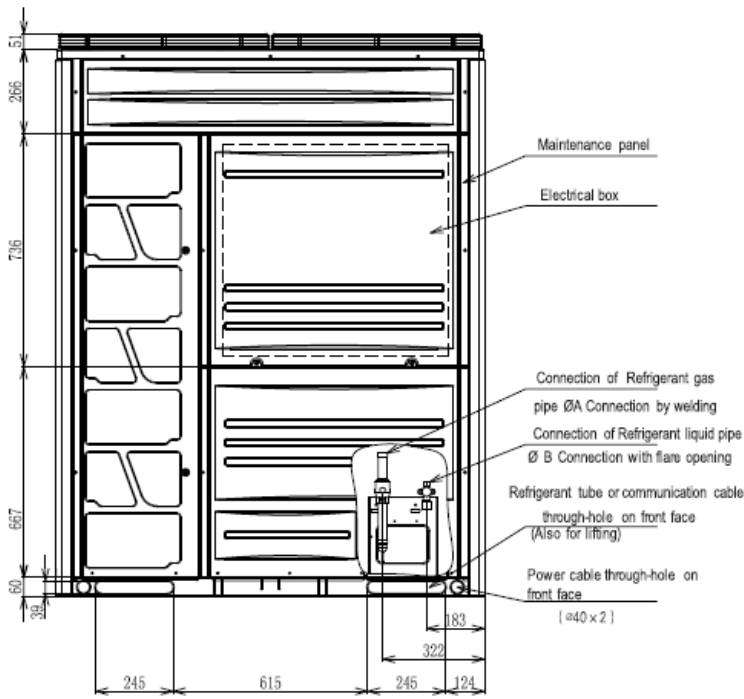 51
266
736
667
60
39
Maintenance panel
Electrical box
Connection of Refrigerant gas
pipe ØA Connection by welding
Connection of Refrigerant liquid pipe
Ø B Connection with flare opening
Refrigerant tube or communication cable
through-hole on front face
(Also for lifting)
Power cable through-hole on
front face
( ⌀40 x 2 )
183
322
245
615
245
124